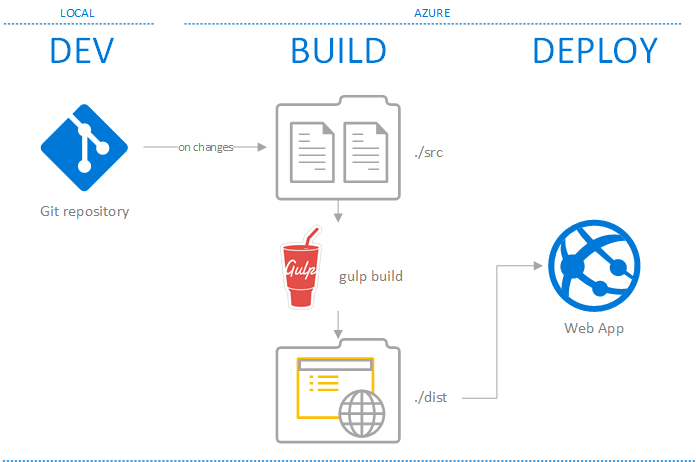 LOCAL
AZURE
DEV
BUILD
DEPLOY
on changes
./src
Git repository
Gulp
gulp build
Web App
./dist